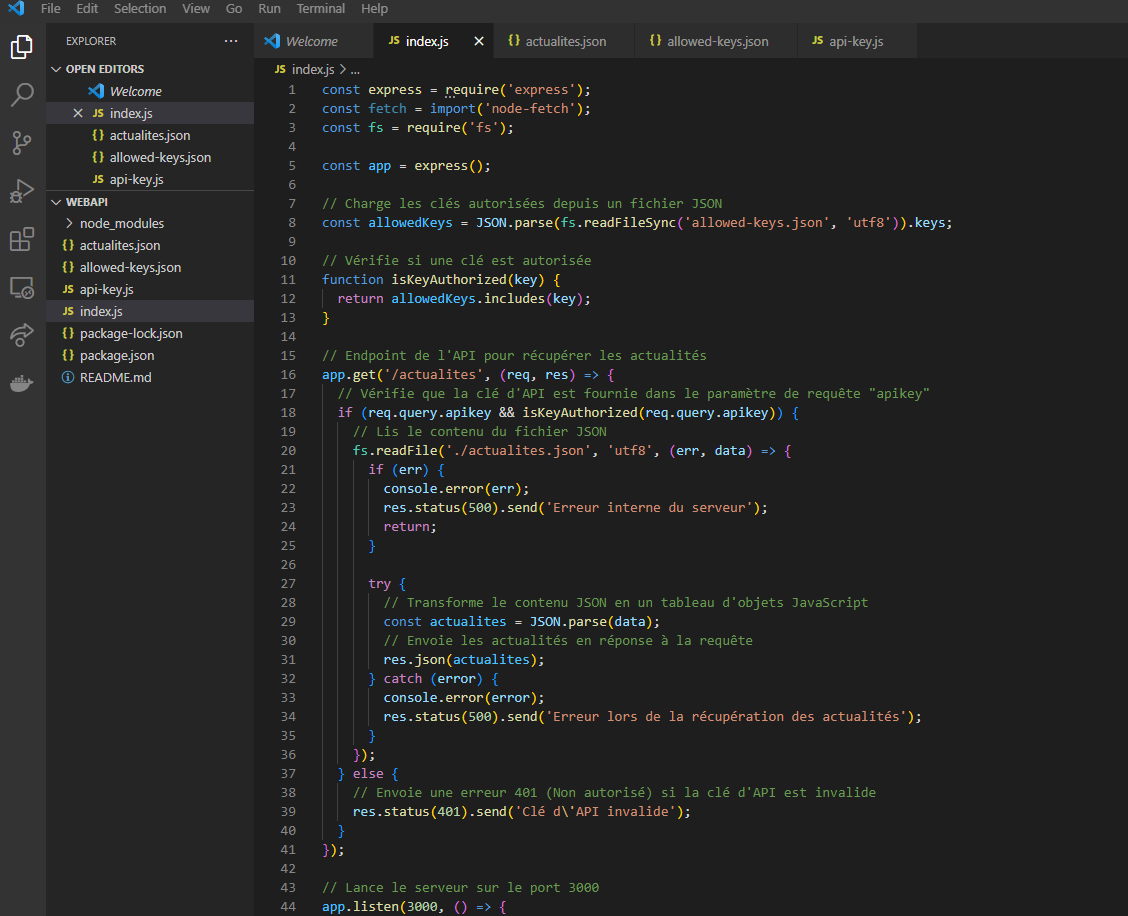 File Edit Selection View Go Run Terminal Help
EXPLORER ...
OPEN EDITORS
Welcome
index.js
actualites.json
allowed-keys.json
api-key.js
WEBAPI
node_modules
actualites.json
allowed-keys.json
api-key.js
index.js
package-lock.json
package.json
README.md
Welcome JS index.js {} actualites.json {} allowed-keys.json JS api-key.js
JS index.js > ...
1 const express = require('express');
2 const fetch = import('node-fetch');
3 const fs = require('fs');
4
5 const app = express();
6
7 // Charge les clés autorisées depuis un fichier JSON
8 const allowedKeys = JSON.parse(fs.readFileSync('allowed-keys.json', 'utf8')).keys;
9
10 // Vérifie si une clé est autorisée
11 function isKeyAuthorized(key) {
12   return allowedKeys.includes(key);
13 }
14
15 // Endpoint de l'API pour récupérer les actualités
16 app.get('/actualites', (req, res) => {
17   // Vérifie que la clé d'API est fournie dans le paramètre de requête "apikey"
18   if (req.query.apikey && isKeyAuthorized(req.query.apikey)) {
19     // Lis le contenu du fichier JSON
20     fs.readFile('./actualites.json', 'utf8', (err, data) => {
21       if (err) {
22         console.error(err);
23         res.status(500).send('Erreur interne du serveur');
24         return;
25       }
26
27       try {
28         // Transforme le contenu JSON en un tableau d'objets JavaScript
29         const actualites = JSON.parse(data);
30         // Envoie les actualités en réponse à la requête
31         res.json(actualites);
32       } catch (error) {
33         console.error(error);
34         res.status(500).send('Erreur lors de la récupération des actualités');
35       }
36     });
37   } else {
38     // Envoie une erreur 401 (Non autorisé) si la clé d'API est invalide
39     res.status(401).send('Clé d\'API invalide');
40   }
41 });
42
43 // Lance le serveur sur le port 3000
44 app.listen(3000, () => {